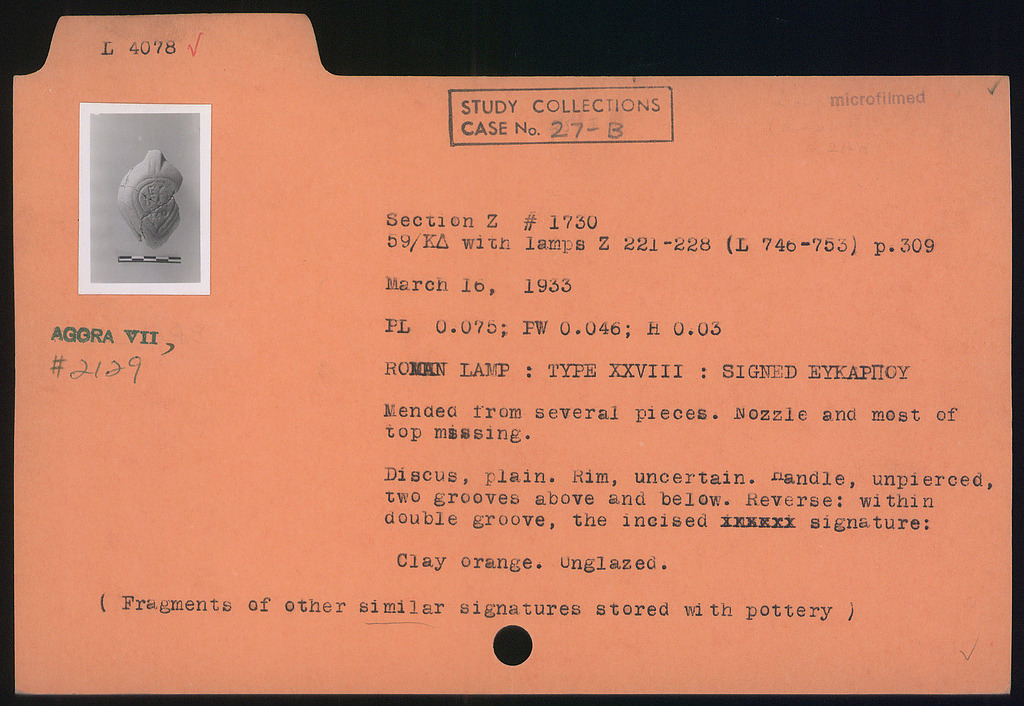 L 4078 ✓
STUDY COLLECTIONS
CASE No. 27-B
microfilmed
Section Z # 1730
59/ΚΔ with lamps Z 221-228 (L 746-753) p.309
March 16, 1933
PL 0.075; PW 0.046; H 0.03
AGORA VII,
#2129
ROMAN LAMP : TYPE XXVIII : SIGNED ΕΥΚΑΡΠΟΥ
Mended from several pieces. Nozzle and most of
top missing.
Discus, plain. Rim, uncertain. Handle, unpierced,
two grooves above and below. Reverse: within
double groove, the incised signature:
Clay orange. Unglazed.
( Fragments of other similar signatures stored with pottery )